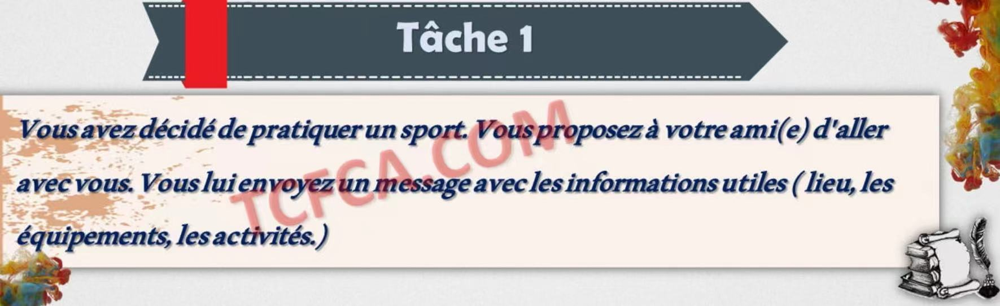 Tâche 1
Vous avez décidé de pratiquer un sport. Vous proposez à votre ami(e) d'aller
avec vous. Vous lui envoyez un message avec les informations utiles ( lieu, les
équipements, les activités.)
TCFCA.COM